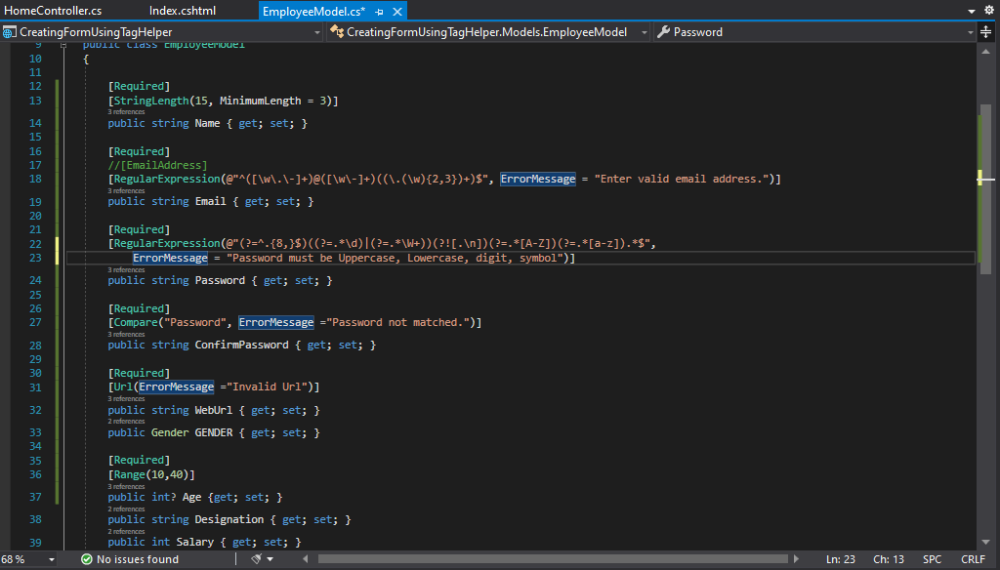 HomeController.cs Index.cshtml EmployeeModel.cs*
CreatingFormUsingTagHelper CreatingFormUsingTagHelper.Models.EmployeeModel Password
9 public class EmployeeModel
10 {
11
12 [Required]
13 [StringLength(15, MinimumLength = 3)]
3 references
14 public string Name { get; set; }
15
16 [Required]
17 //[EmailAddress]
18 [RegularExpression(@"^([\w\.\-]+)@([\w\-]+)((\.(\w){2,3})+)$", ErrorMessage = "Enter valid email address.")]
3 references
19 public string Email { get; set; }
20
21 [Required]
22 [RegularExpression(@"(?=^.{8,}$)((?=.*\d)|(?=.*\W+))(?![.\n])(?=.*[A-Z])(?=.*[a-z]).*$",
23 ErrorMessage = "Password must be Uppercase, Lowercase, digit, symbol")]
3 references
24 public string Password { get; set; }
25
26 [Required]
27 [Compare("Password", ErrorMessage ="Password not matched.")]
3 references
28 public string ConfirmPassword { get; set; }
29
30 [Required]
31 [Url(ErrorMessage ="Invalid Url")]
3 references
32 public string WebUrl { get; set; }
2 references
33 public Gender GENDER { get; set; }
34
35 [Required]
36 [Range(10,40)]
3 references
37 public int? Age {get; set; }
2 references
38 public string Designation { get; set; }
2 references
39 public int Salary { get; set; }
68 % No issues found Ln: 23 Ch: 13 SPC CRLF